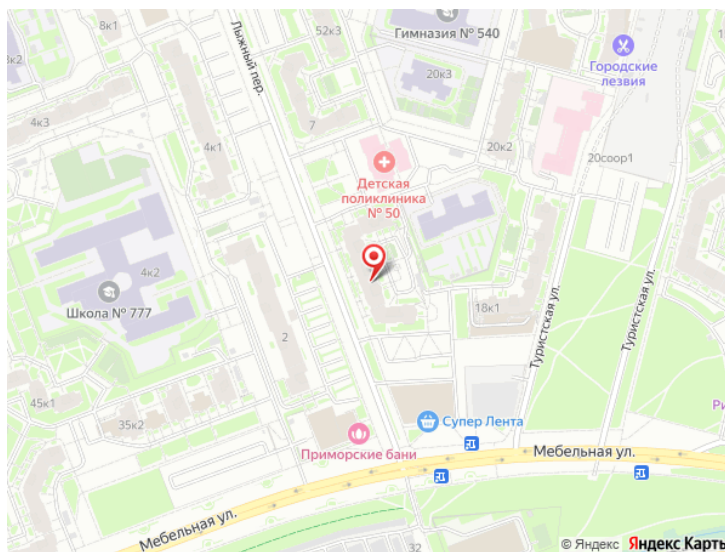 8к1
52к3
Гимназия № 540
Городские
лезвия
3к2
Лыжный пер.
20к3
4к3
4к1
7
20к2
20соор1
Детская
поликлиника
№ 50
4к2
Школа № 777
2
18к1
Туристская ул.
Туристская ул.
45к1
35к2
Супер Лента
Ри
Приморские бани
Мебельная ул.
Мебельная ул.
32
© Яндекс Яндекс Карты